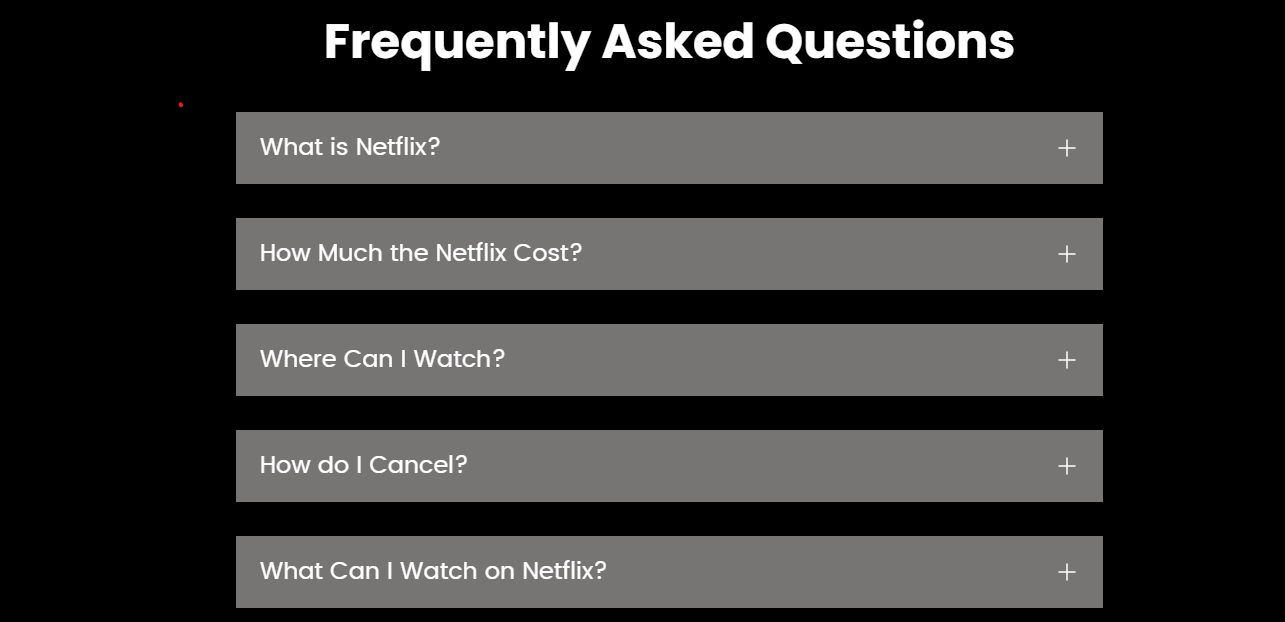 Frequently Asked Questions
What is Netflix?
How Much the Netflix Cost?
Where Can I Watch?
How do I Cancel?
What Can I Watch on Netflix?